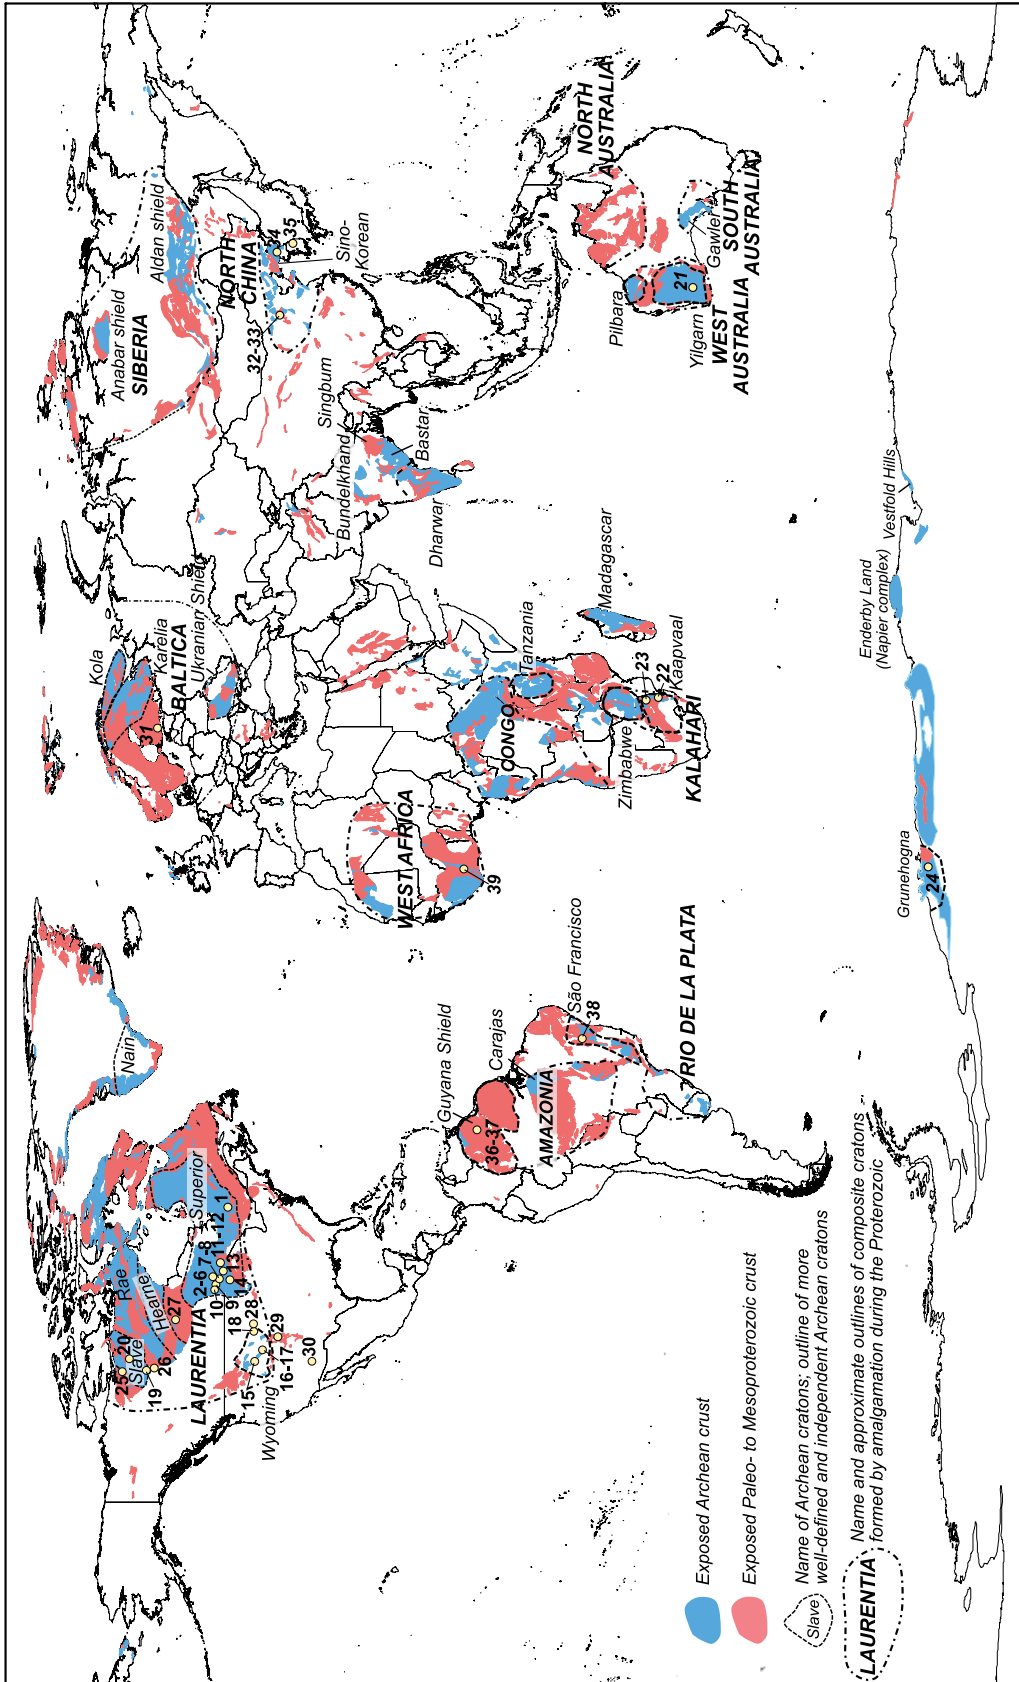 Nain
Rae
Hearne
Slave
25
20
19
26
27
LAURENTIA
Superior
1
2-6
7-8
11-12
10
9
14
13
18
28
15
29
16-17
30
Wyoming
Guyana Shield
36-37
Carajas
AMAZONIA
São Francisco
38
RIO DE LA PLATA
Kola
Karelia
31
BALTICA
Ukranian Shield
WEST AFRICA
39
CONGO
Tanzania
Madagascar
Zimbabwe
23
22
Kaapvaal
KALAHARI
Anabar shield
SIBERIA
Aldan shield
NORTH
CHINA
32-33
34
35
Sino-
Korean
Singbum
Bundelkhand
Bastar
Dharwar
NORTH
AUSTRALIA
Pilbara
21
Yilgarn
WEST
AUSTRALIA
Gawler
SOUTH
AUSTRALIA
Grunehogna
24
Enderby Land
(Napier complex)
Vestfold Hills
Exposed Archean crust
Exposed Paleo- to Mesoproterozoic crust
Slave
Name of Archean cratons; outline of more
well-defined and independent Archean cratons
LAURENTIA
Name and approximate outlines of composite cratons
formed by amalgamation during the Proterozoic